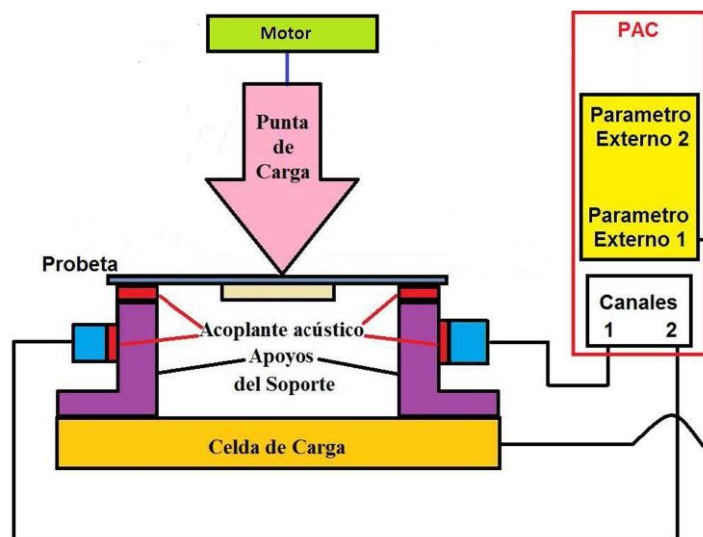 Motor
PAC
Punta
de
Carga
Parametro
Externo 2
Parametro
Externo 1
Probeta
Canales
1 2
Acoplante acústico
Apoyos
del Soporte
Celda de Carga